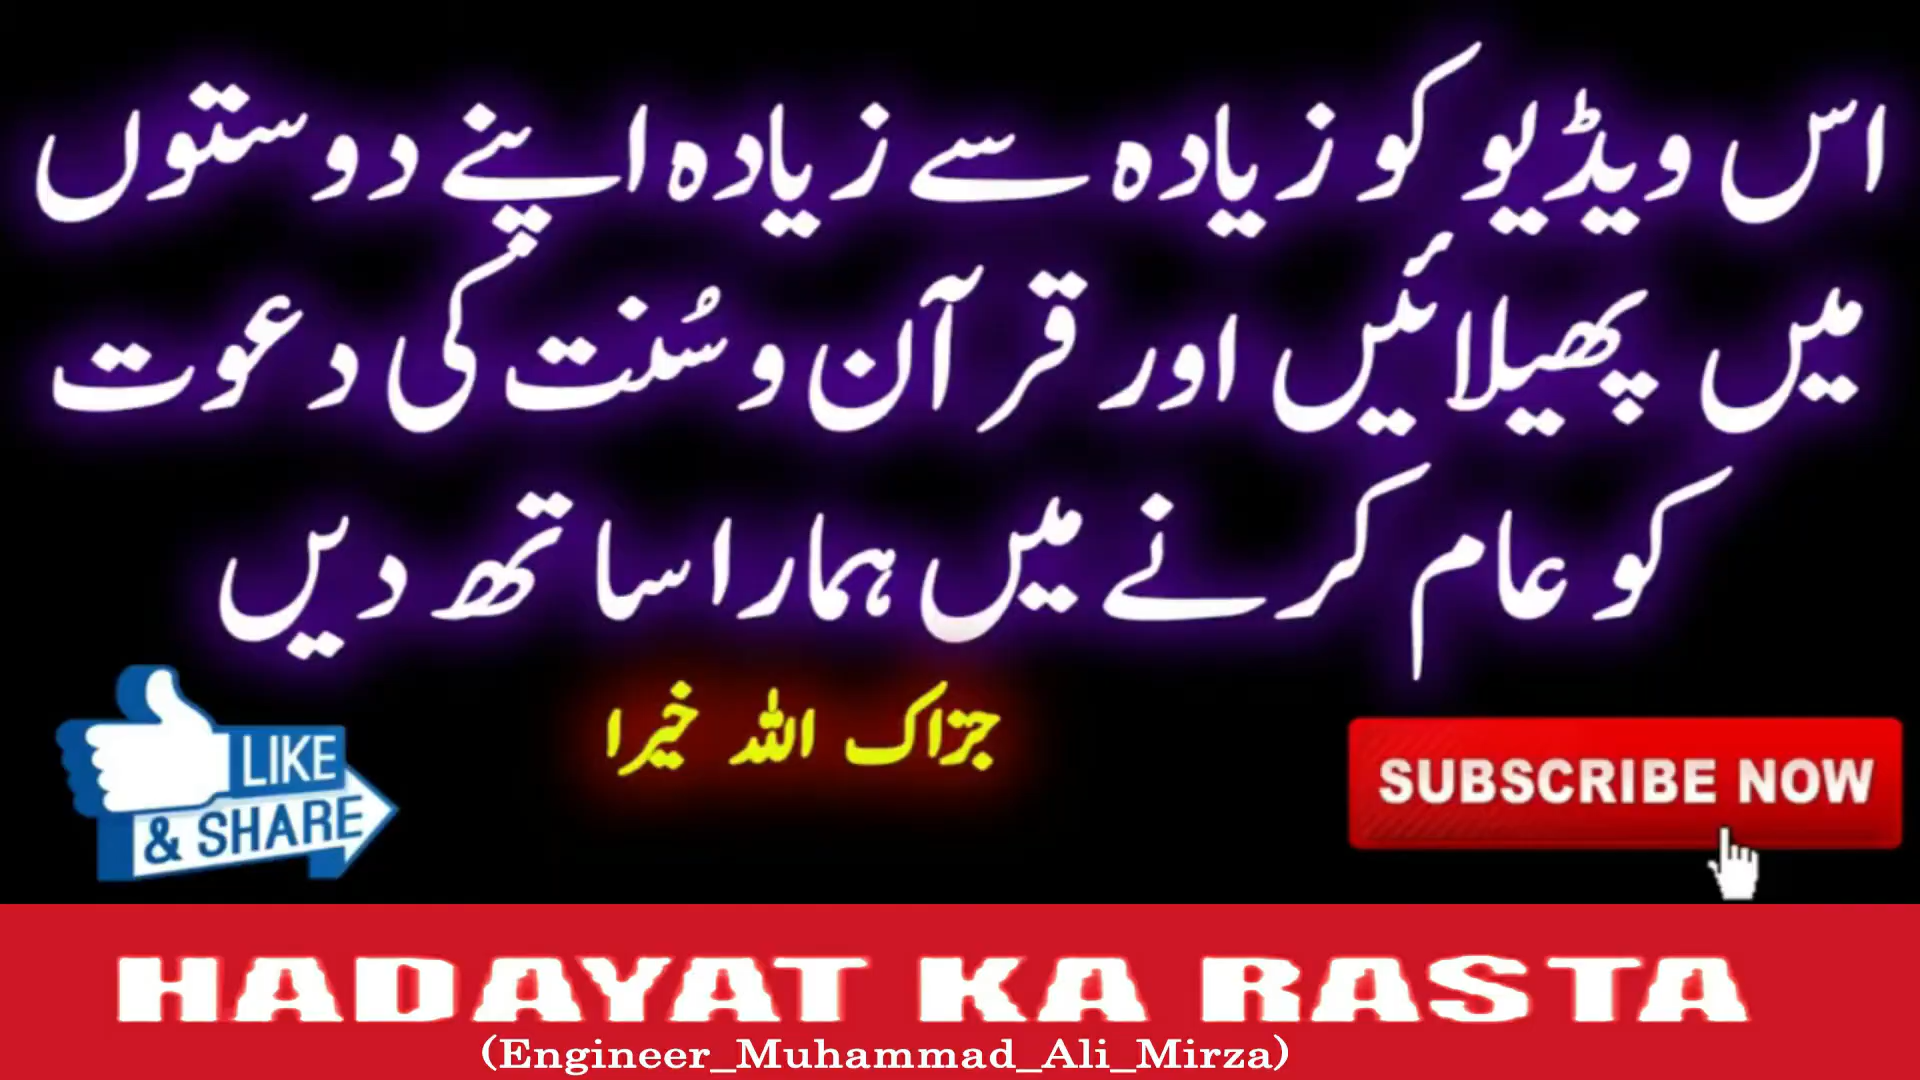 اس ویڈیو کو زیادہ سے زیادہ اپنے دوستوں
میں پھیلائیں اور قرآن و سُنت کی دعوت
کو عام کرنے میں ہمارا ساتھ دیں
جزاک اللہ خیرا
LIKE
& SHARE
SUBSCRIBE NOW
HADAYAT KA RASTA
(Engineer_Muhammad_Ali_Mirza)